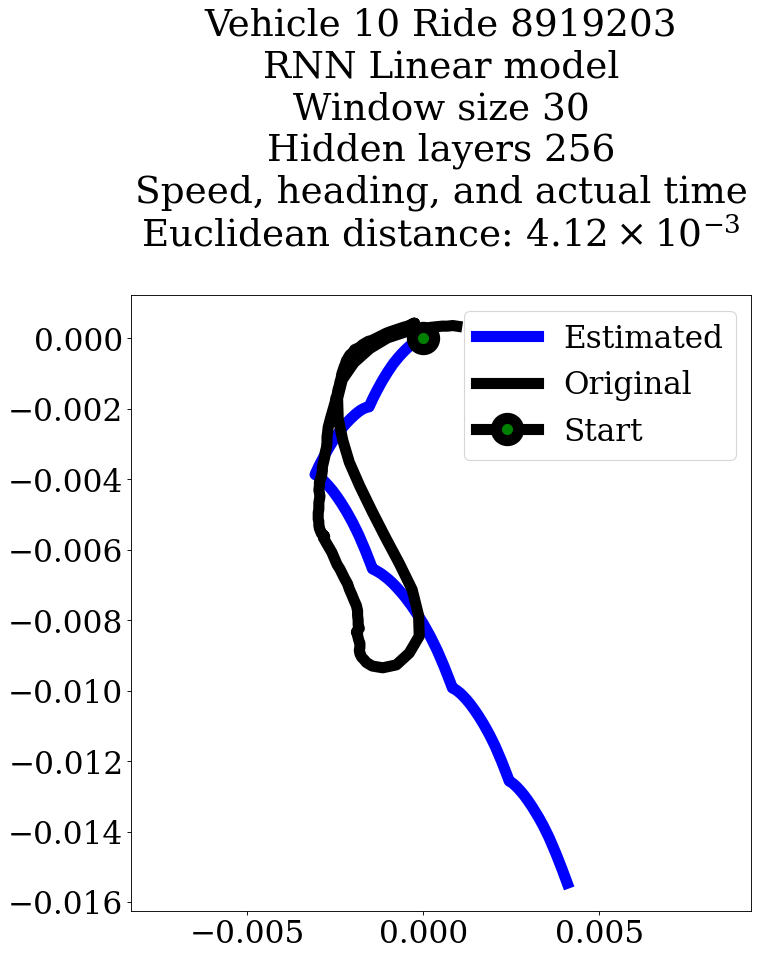 Vehicle 10 Ride 8919203
RNN Linear model
Window size 30
Hidden layers 256
Speed, heading, and actual time
Euclidean distance: 4.12 × 10⁻³
Estimated
Original
Start
0.000
−0.002
−0.004
−0.006
−0.008
−0.010
−0.012
−0.014
−0.016
−0.005 0.000 0.005